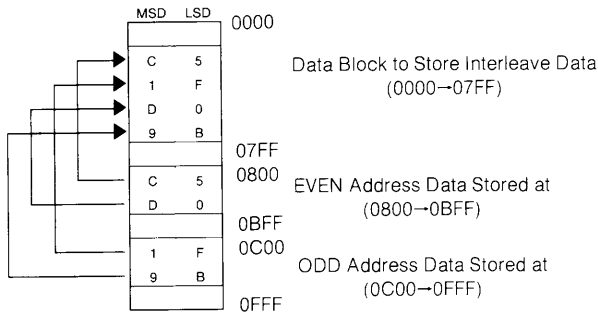 MSD LSD
0000
C 5
1 F
D 0
9 B
Data Block to Store Interleave Data
(0000→07FF)
07FF
0800
C 5
D 0
EVEN Address Data Stored at
(0800→0BFF)
0BFF
0C00
1 F
9 B
ODD Address Data Stored at
(0C00→0FFF)
0FFF